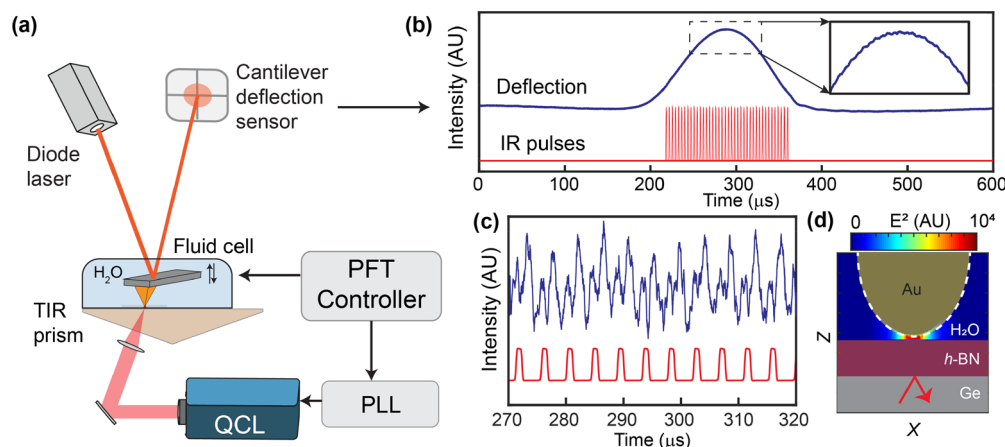 (a)
Cantilever
deflection
sensor
Diode
laser
Fluid cell
H₂O
TIR
prism
PFT
Controller
QCL
PLL
(b)
Intensity (AU)
Deflection
IR pulses
0 100 200 300 400 500 600
Time (μs)
(c)
Intensity (AU)
270 280 290 300 310 320
Time (μs)
(d)
0 E² (AU) 10⁴
Au
H₂O
h-BN
Ge
Z
X